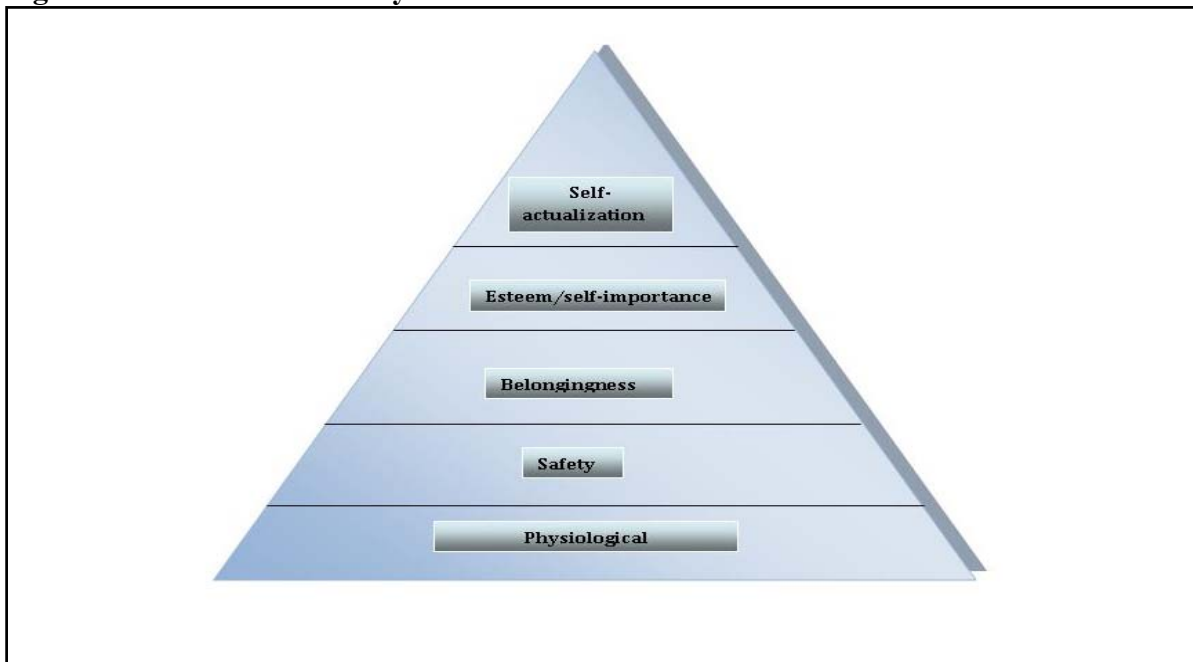 Self-
actualization
Esteem/self-importance
Belongingness
Safety
Physiological